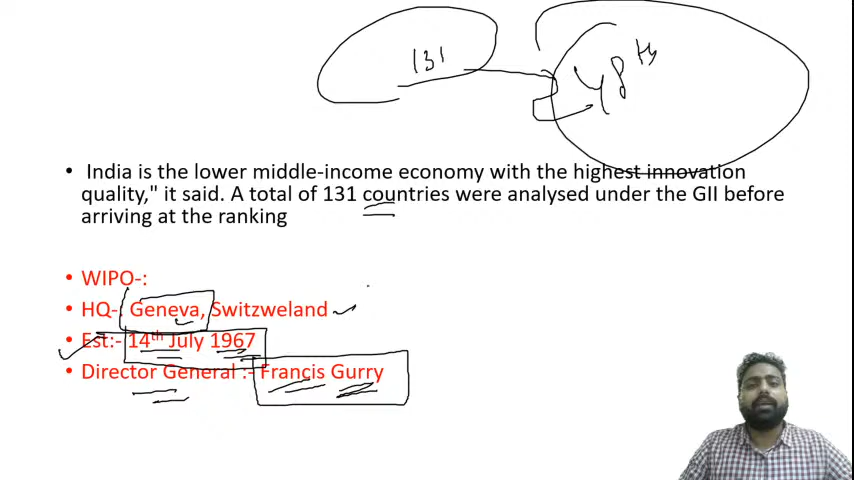 131
48th
• India is the lower middle-income economy with the highest innovation
quality," it said. A total of 131 countries were analysed under the GII before
arriving at the ranking
• WIPO-:
• HQ-: Geneva, Switzweland
• Est:- 14th July 1967
• Director General :- Francis Gurry